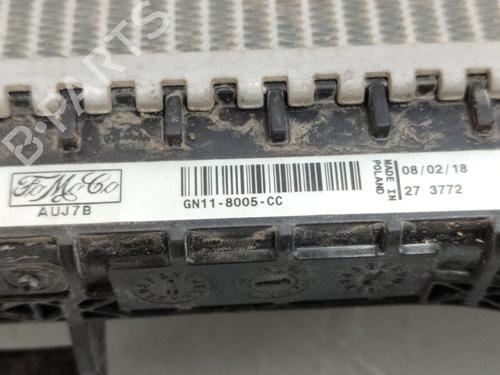 B-PARTS
FoMoCo
AUJ7B
GN11-8005-CC
MADE IN
POLAND
08/02/18
27 3772